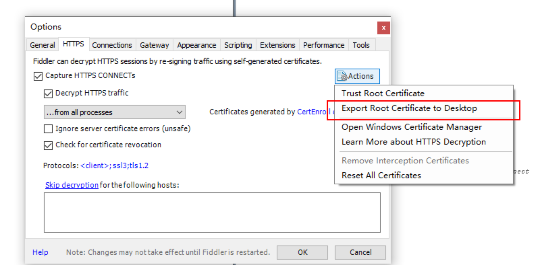 Options
x
General HTTPS Connections Gateway Appearance Scripting Extensions Performance Tools
Fiddler can decrypt HTTPS sessions by re-signing traffic using self-generated certificates.
Capture HTTPS CONNECTs
Actions
Decrypt HTTPS traffic
Trust Root Certificate
...from all processes
Certificates generated by CertEnroll
Export Root Certificate to Desktop
Ignore server certificate errors (unsafe)
Open Windows Certificate Manager
Check for certificate revocation
Learn More about HTTPS Decryption
Protocols: <client>;ssl3;tls1.2
Remove Interception Certificates
Skip decryption for the following hosts:
Reset All Certificates
Help Note: Changes may not take effect until Fiddler is restarted. OK Cancel